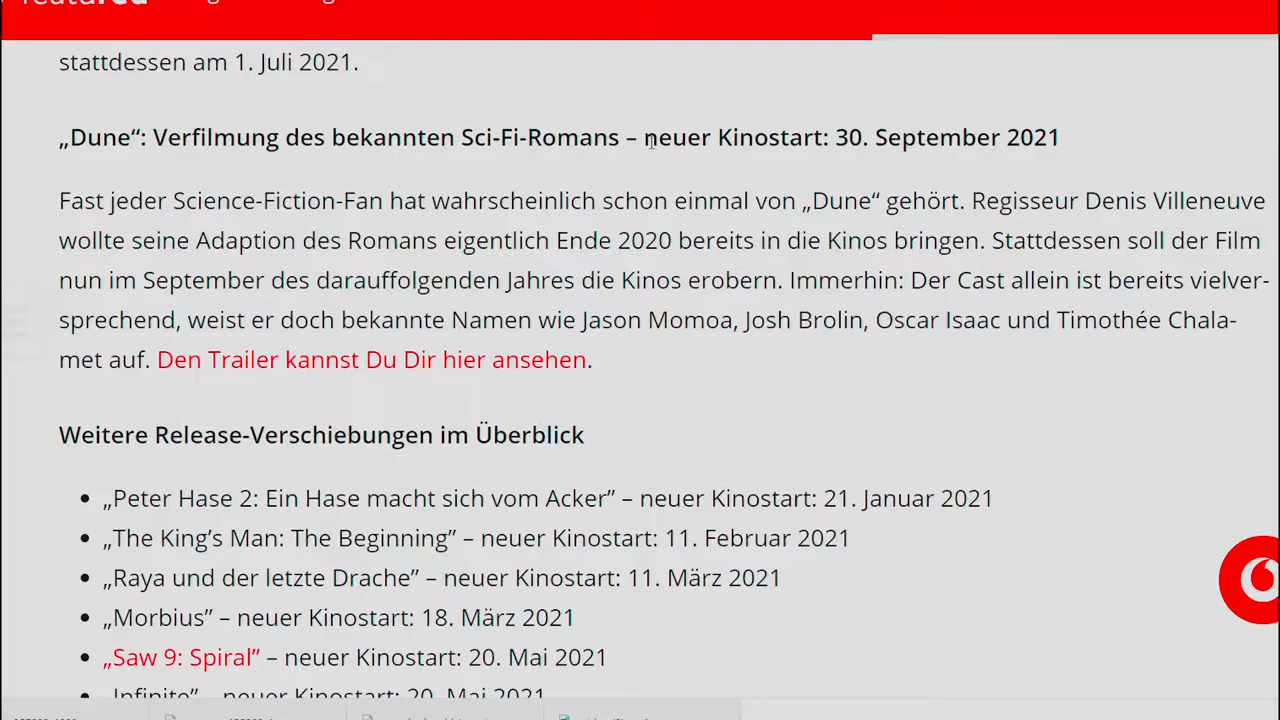 featured
stattdessen am 1. Juli 2021.
„Dune“: Verfilmung des bekannten Sci-Fi-Romans – neuer Kinostart: 30. September 2021
Fast jeder Science-Fiction-Fan hat wahrscheinlich schon einmal von „Dune“ gehört. Regisseur Denis Villeneuve
wollte seine Adaption des Romans eigentlich Ende 2020 bereits in die Kinos bringen. Stattdessen soll der Film
nun im September des darauffolgenden Jahres die Kinos erobern. Immerhin: Der Cast allein ist bereits vielver-
sprechend, weist er doch bekannte Namen wie Jason Momoa, Josh Brolin, Oscar Isaac und Timothée Chala-
met auf. Den Trailer kannst Du Dir hier ansehen.
Weitere Release-Verschiebungen im Überblick
• „Peter Hase 2: Ein Hase macht sich vom Acker” – neuer Kinostart: 21. Januar 2021
• „The King’s Man: The Beginning” – neuer Kinostart: 11. Februar 2021
• „Raya und der letzte Drache” – neuer Kinostart: 11. März 2021
• „Morbius” – neuer Kinostart: 18. März 2021
• „Saw 9: Spiral” – neuer Kinostart: 20. Mai 2021
• „Infinite” – neuer Kinostart: 20. Mai 2021